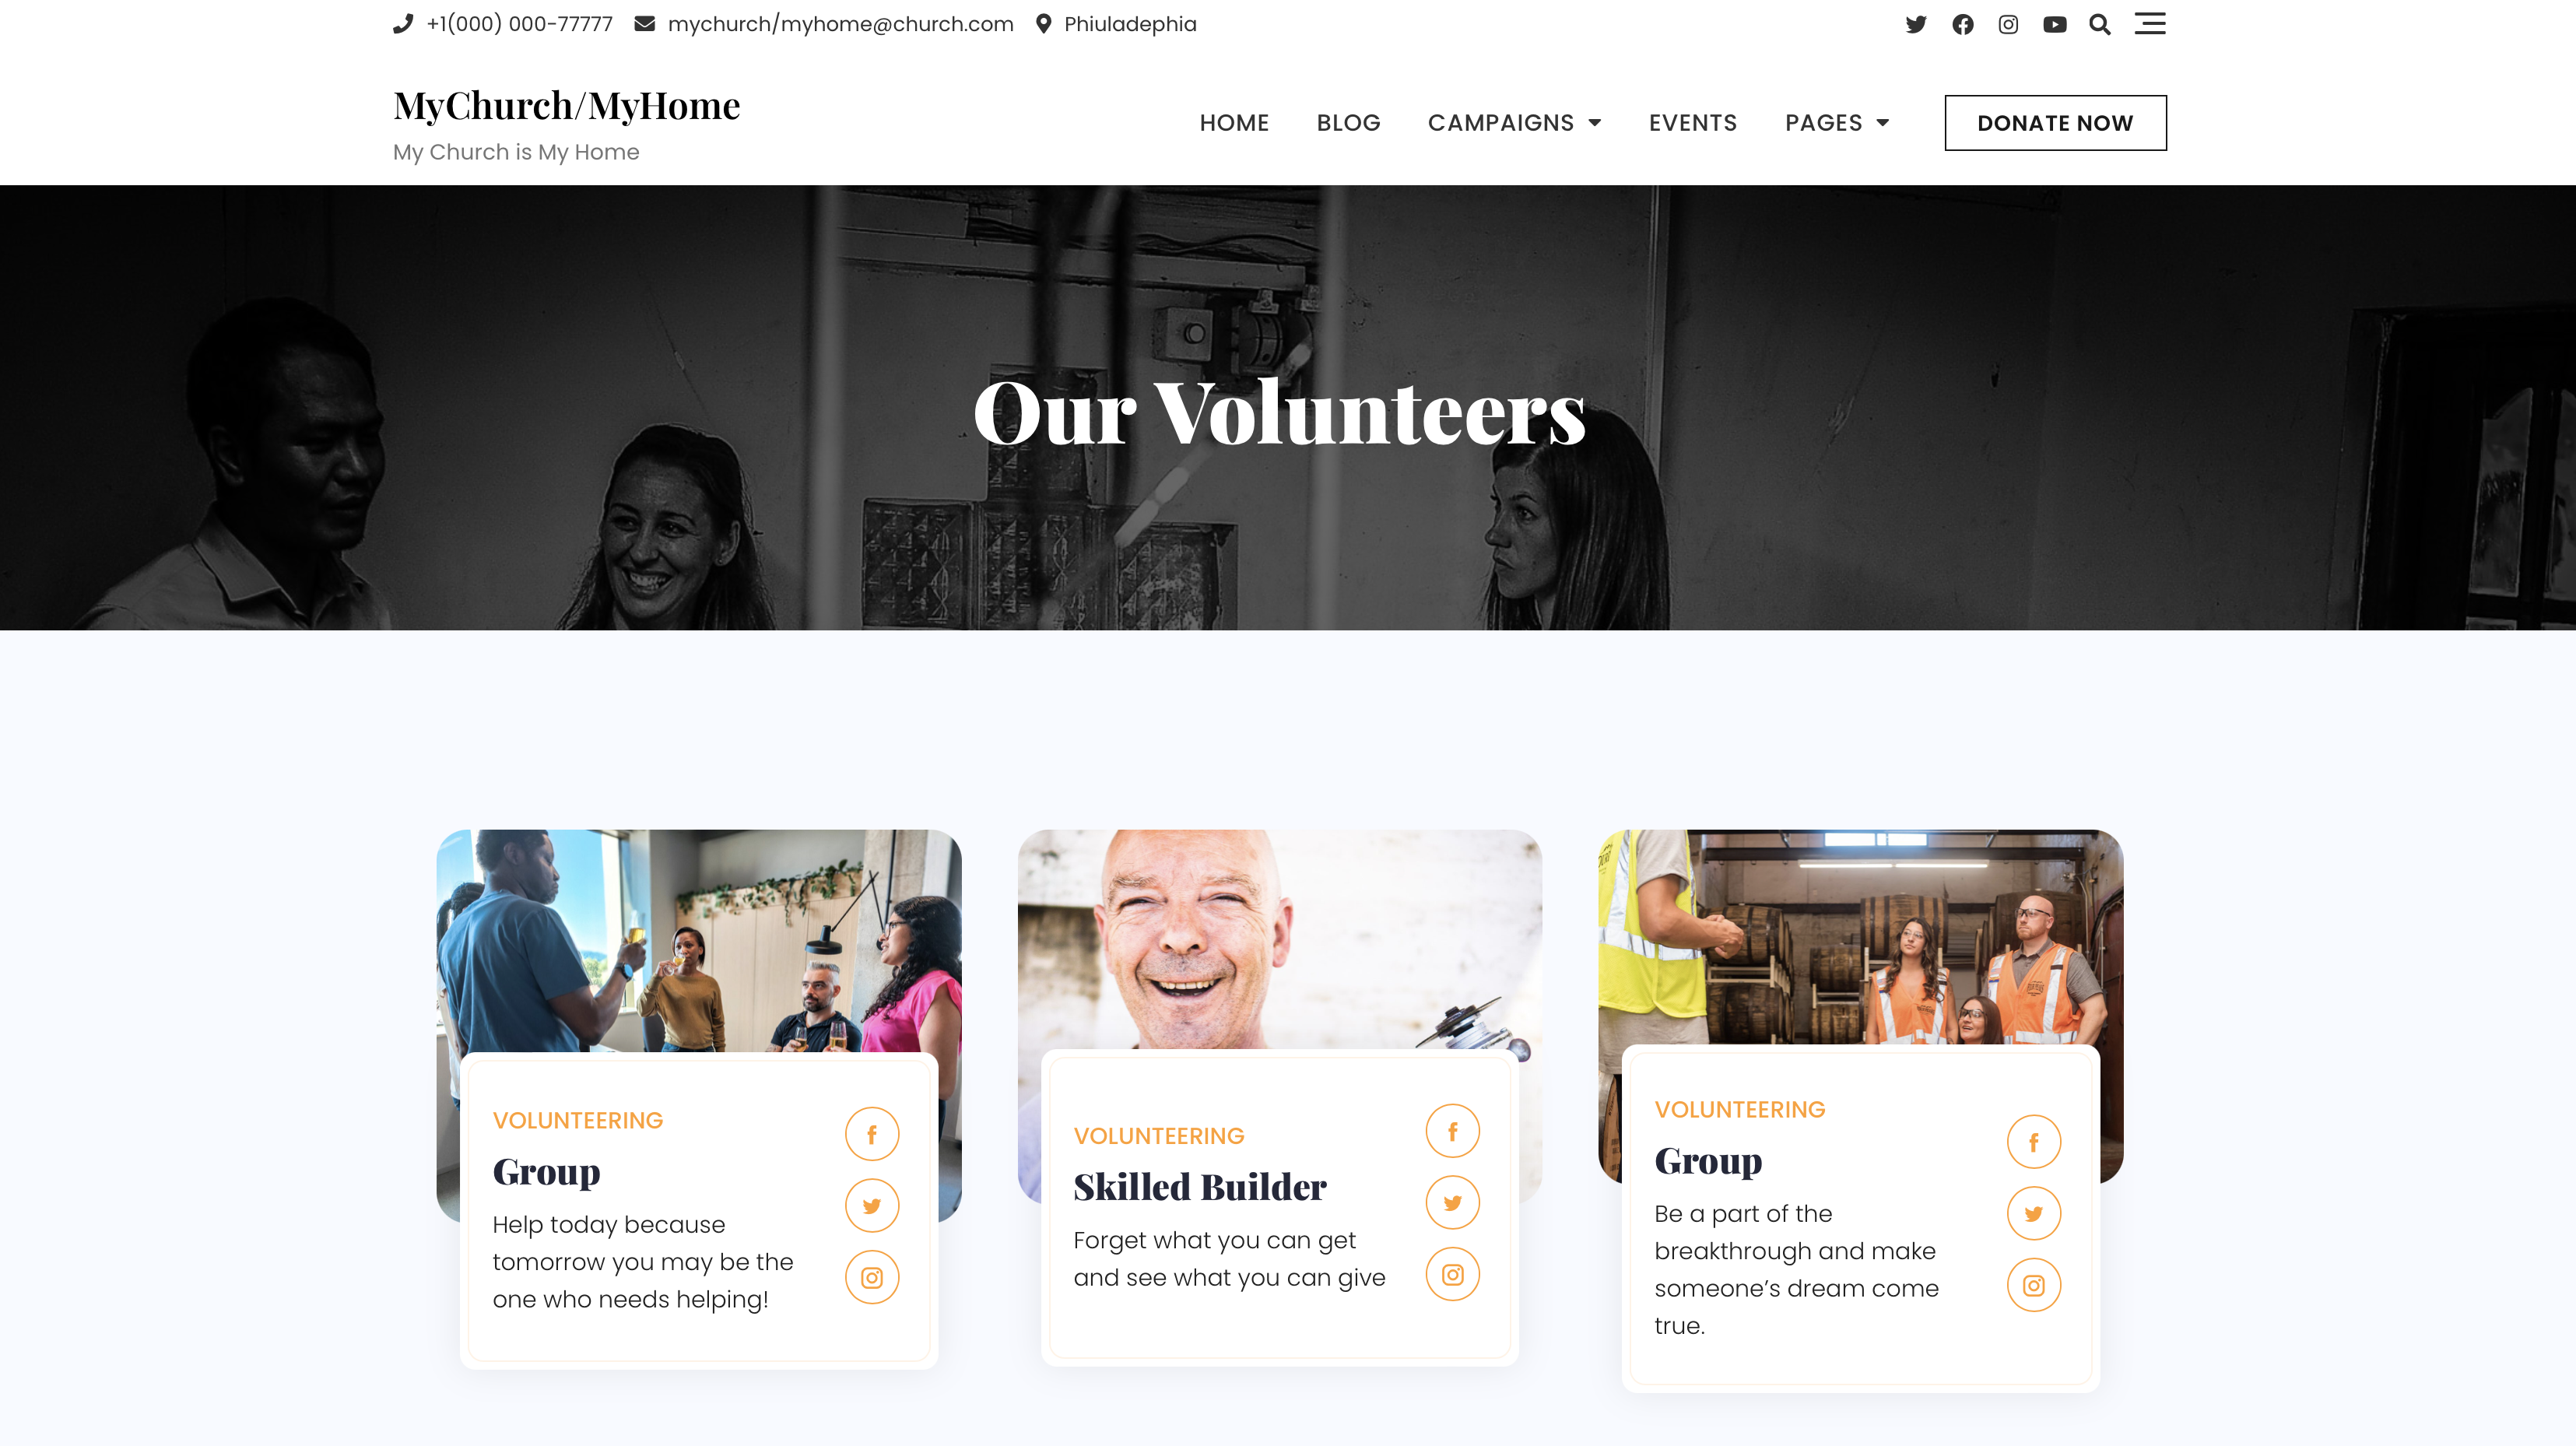 +1(000) 000-77777 mychurch/myhome@church.com Phiuladephia
MyChurch/MyHome
My Church is My Home
HOME BLOG CAMPAIGNS EVENTS PAGES DONATE NOW
Our Volunteers
VOLUNTEERING
Group
Help today because
tomorrow you may be the
one who needs helping!
VOLUNTEERING
Skilled Builder
Forget what you can get
and see what you can give
VOLUNTEERING
Group
Be a part of the
breakthrough and make
someone’s dream come
true.